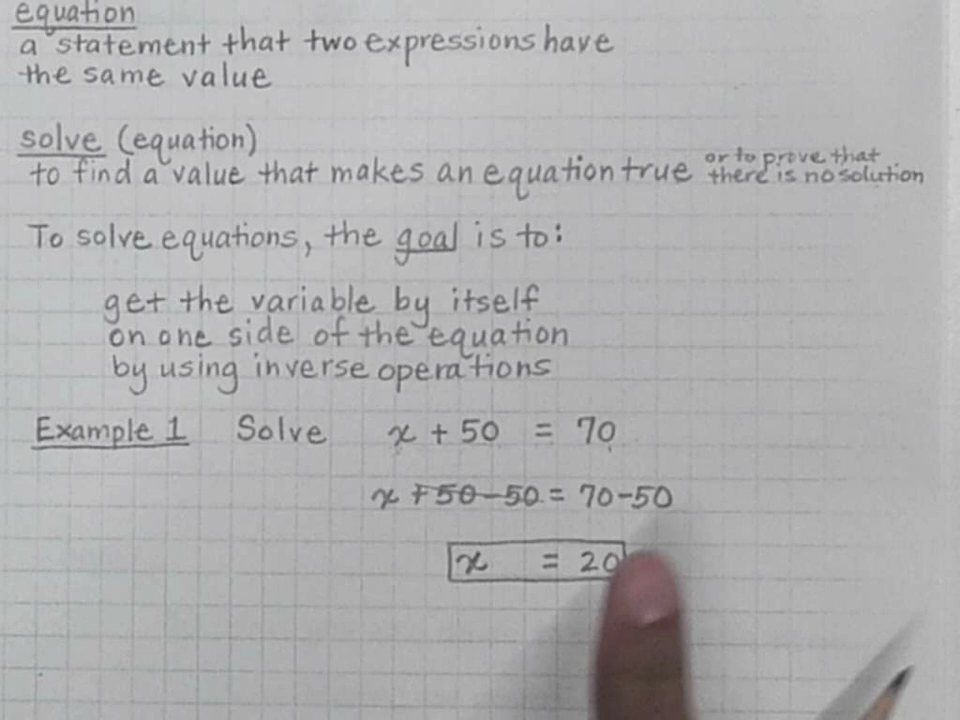 equation
a statement that two expressions have
the same value
solve (equation)
to find a value that makes an equation true or to prove that there is no solution
To solve equations, the goal is to:
get the variable by itself
on one side of the equation
by using inverse operations
Example 1 Solve x + 50 = 70
x + 50 - 50 = 70 - 50
x = 20